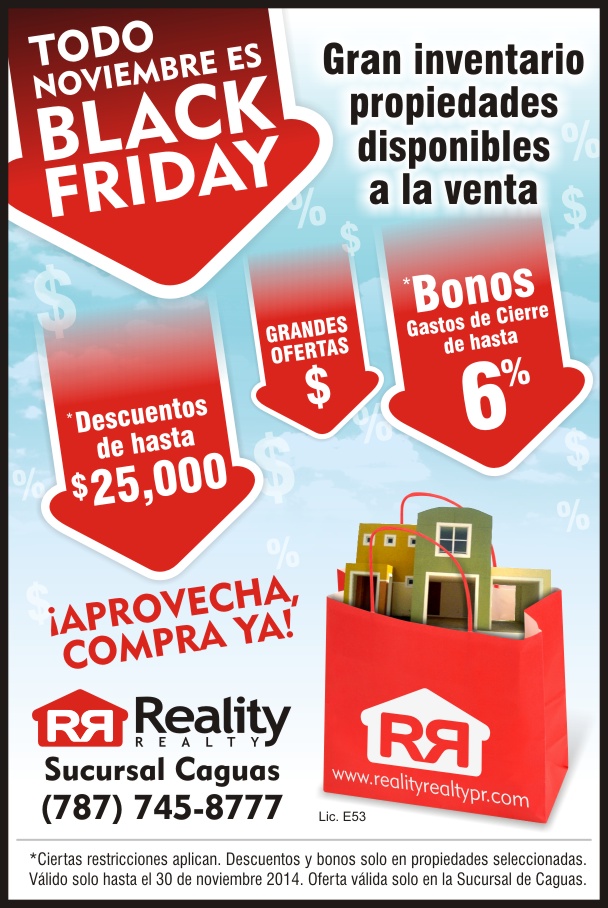 TODO
NOVIEMBRE ES
BLACK
FRIDAY
Gran inventario
propiedades
disponibles
a la venta
*Descuentos
de hasta
$25,000
GRANDES
OFERTAS
$
*Bonos
Gastos de Cierre
de hasta
6%
¡APROVECHA,
COMPRA YA!
RR Reality
REALTY
Sucursal Caguas
(787) 745-8777
RR
www.realityrealtypr.com
Lic. E53
*Ciertas restricciones aplican. Descuentos y bonos solo en propiedades seleccionadas.
Válido solo hasta el 30 de noviembre 2014. Oferta válida solo en la Sucursal de Caguas.